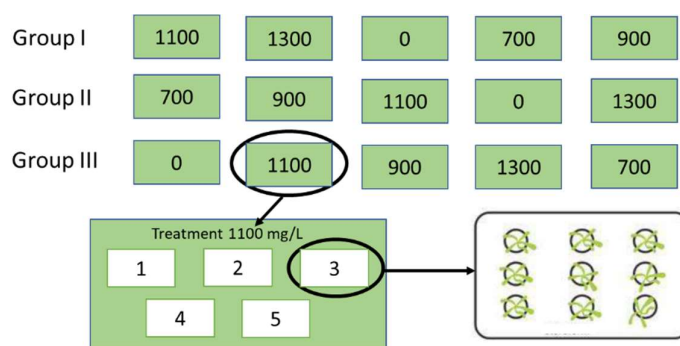 Group I 1100 1300 0 700 900
Group II 700 900 1100 0 1300
Group III 0 1100 900 1300 700
Treatment 1100 mg/L
1 2 3
4 5